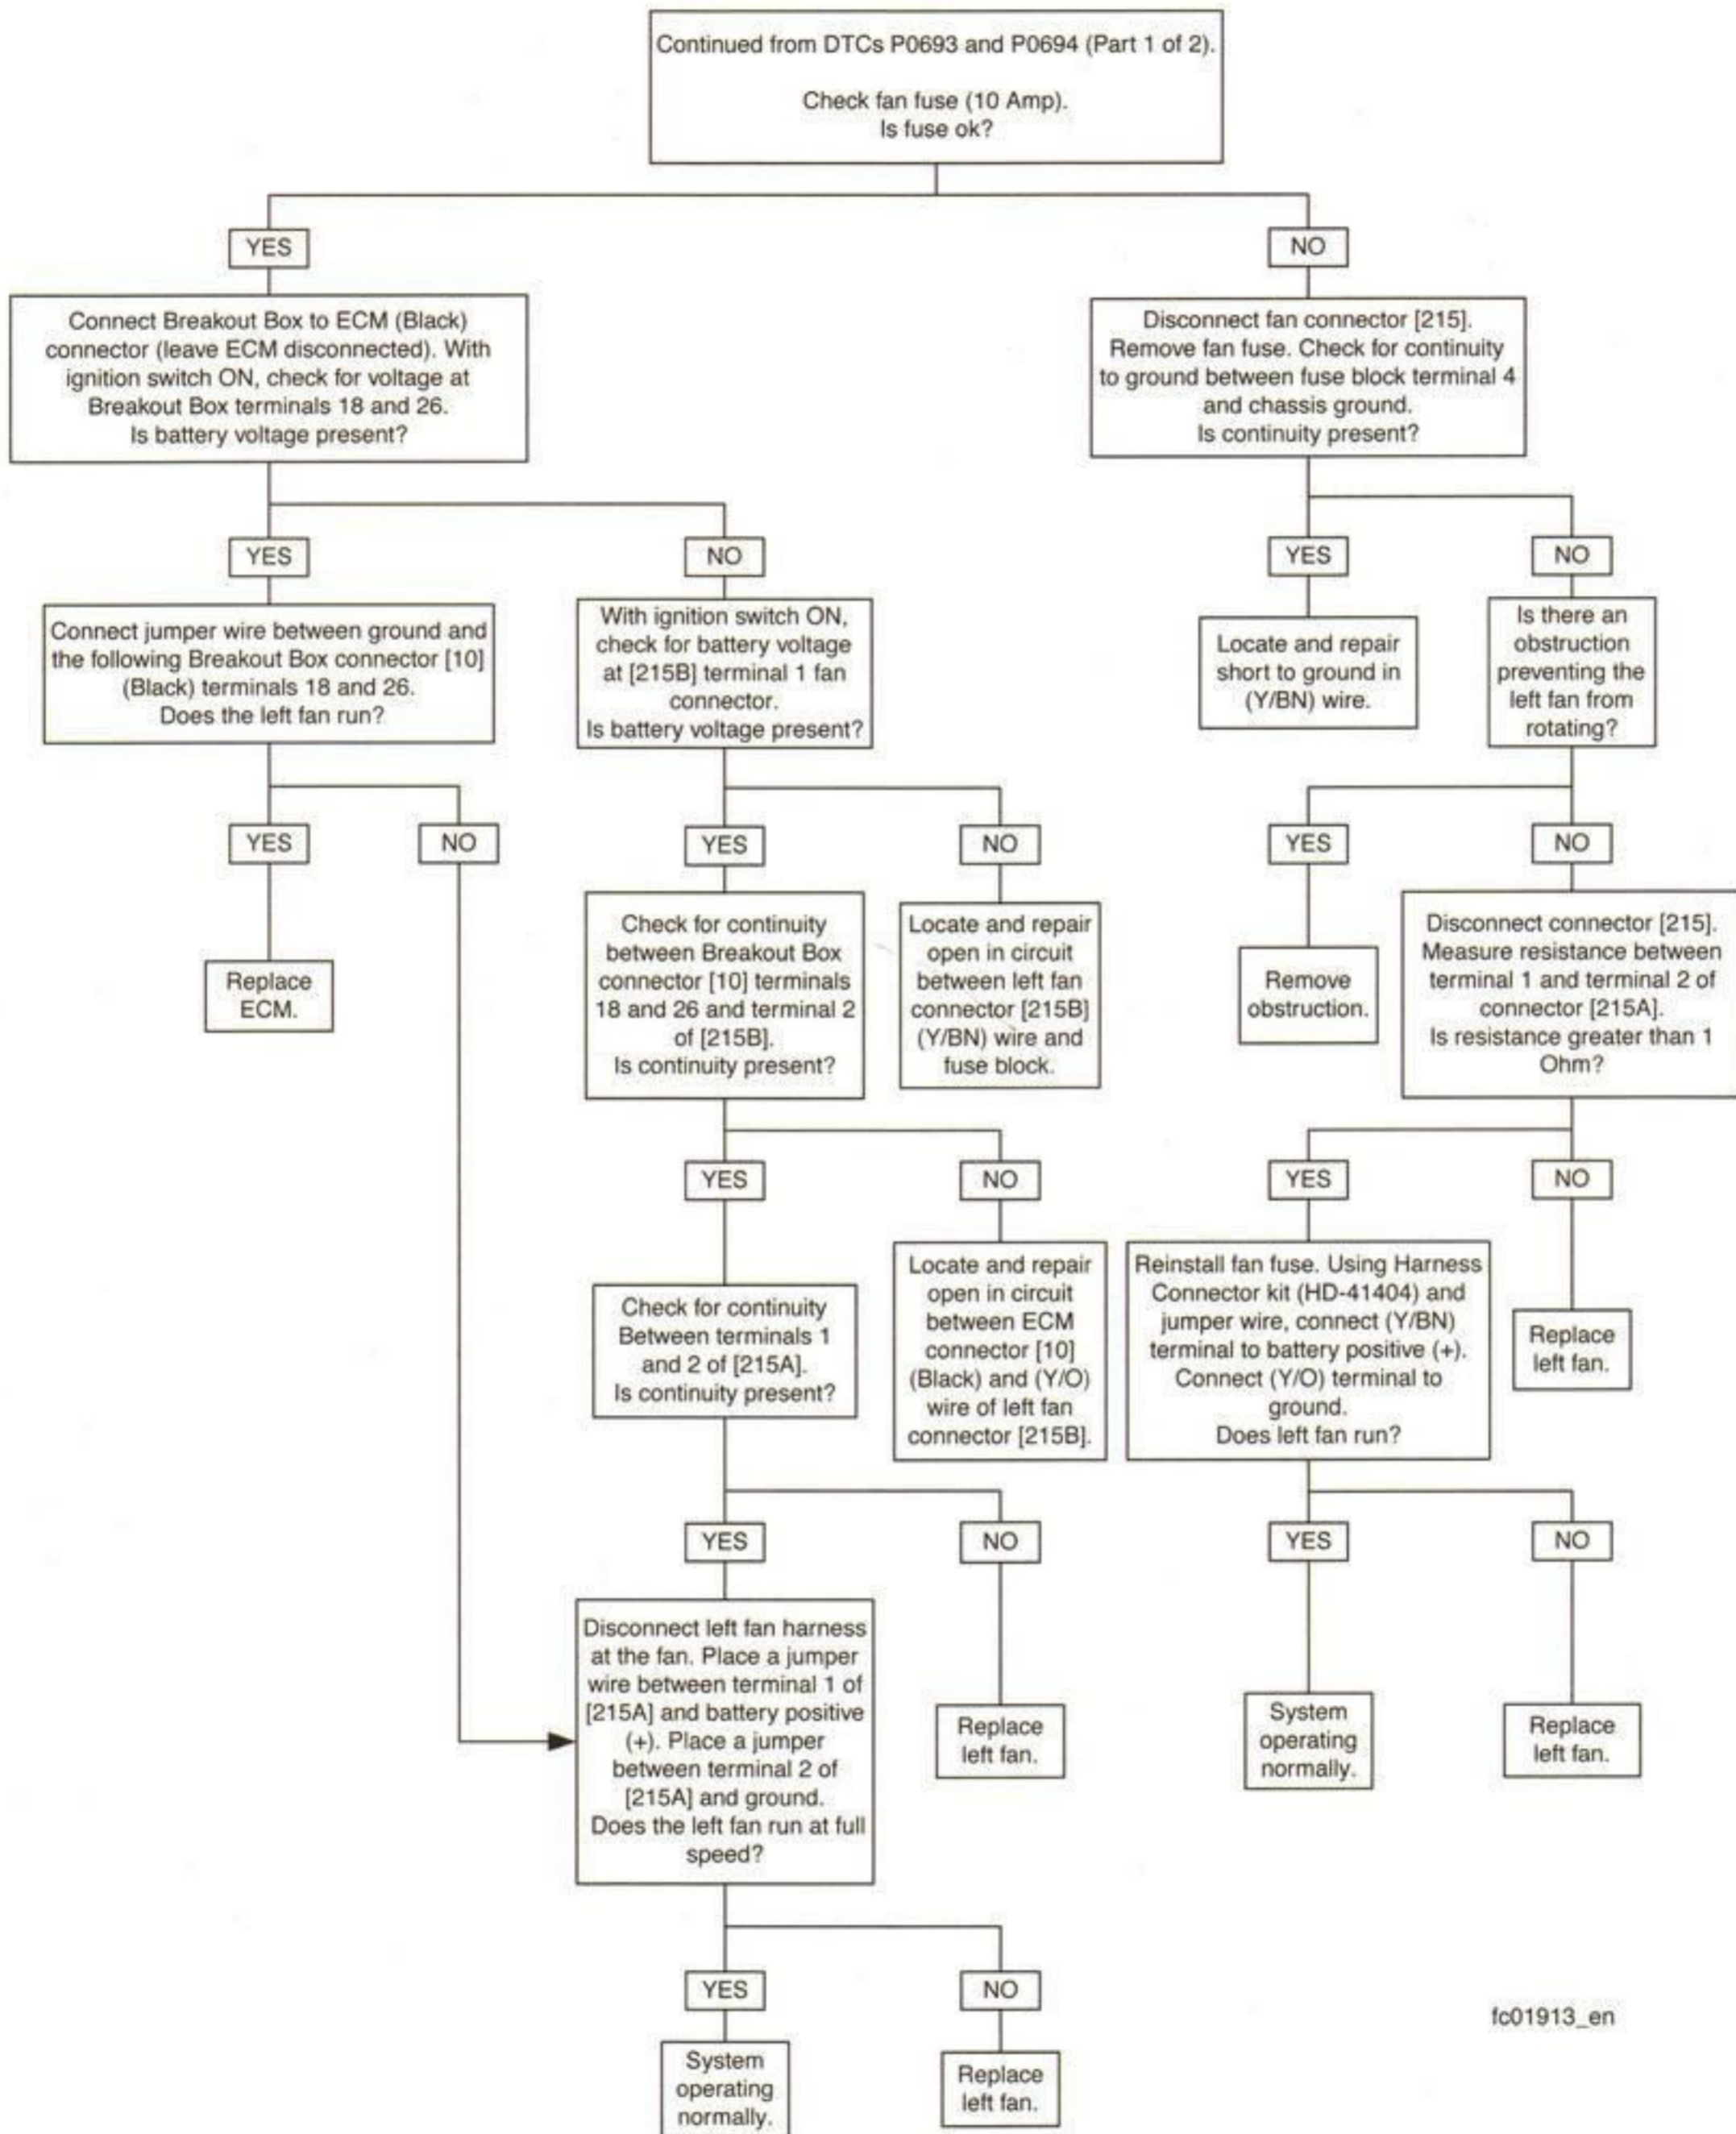 Continued from DTCs P0693 and P0694 (Part 1 of 2).
Check fan fuse (10 Amp).
Is fuse ok?
YES
NO
Connect Breakout Box to ECM (Black)
connector (leave ECM disconnected). With
ignition switch ON, check for voltage at
Breakout Box terminals 18 and 26.
Is battery voltage present?
Disconnect fan connector [215].
Remove fan fuse. Check for continuity
to ground between fuse block terminal 4
and chassis ground.
Is continuity present?
YES
NO
YES
NO
Connect jumper wire between ground and
the following Breakout Box connector [10]
(Black) terminals 18 and 26.
Does the left fan run?
With ignition switch ON,
check for battery voltage
at [215B] terminal 1 fan
connector.
Is battery voltage present?
Locate and repair
short to ground in
(Y/BN) wire.
Is there an
obstruction
preventing the
left fan from
rotating?
YES
NO
YES
NO
YES
NO
Replace
ECM.
Check for continuity
between Breakout Box
connector [10] terminals
18 and 26 and terminal 2
of [215B].
Is continuity present?
Locate and repair
open in circuit
between left fan
connector [215B]
(Y/BN) wire and
fuse block.
Remove
obstruction.
Disconnect connector [215].
Measure resistance between
terminal 1 and terminal 2 of
connector [215A].
Is resistance greater than 1
Ohm?
YES
NO
YES
NO
Check for continuity
Between terminals 1
and 2 of [215A].
Is continuity present?
Locate and repair
open in circuit
between ECM
connector [10]
(Black) and (Y/O)
wire of left fan
connector [215B].
Reinstall fan fuse. Using Harness
Connector kit (HD-41404) and
jumper wire, connect (Y/BN)
terminal to battery positive (+).
Connect (Y/O) terminal to
ground.
Does left fan run?
Replace
left fan.
YES
NO
YES
NO
Disconnect left fan harness
at the fan. Place a jumper
wire between terminal 1 of
[215A] and battery positive
(+). Place a jumper
between terminal 2 of
[215A] and ground.
Does the left fan run at full
speed?
Replace
left fan.
System
operating
normally.
Replace
left fan.
YES
NO
System
operating
normally.
Replace
left fan.
fc01913_en